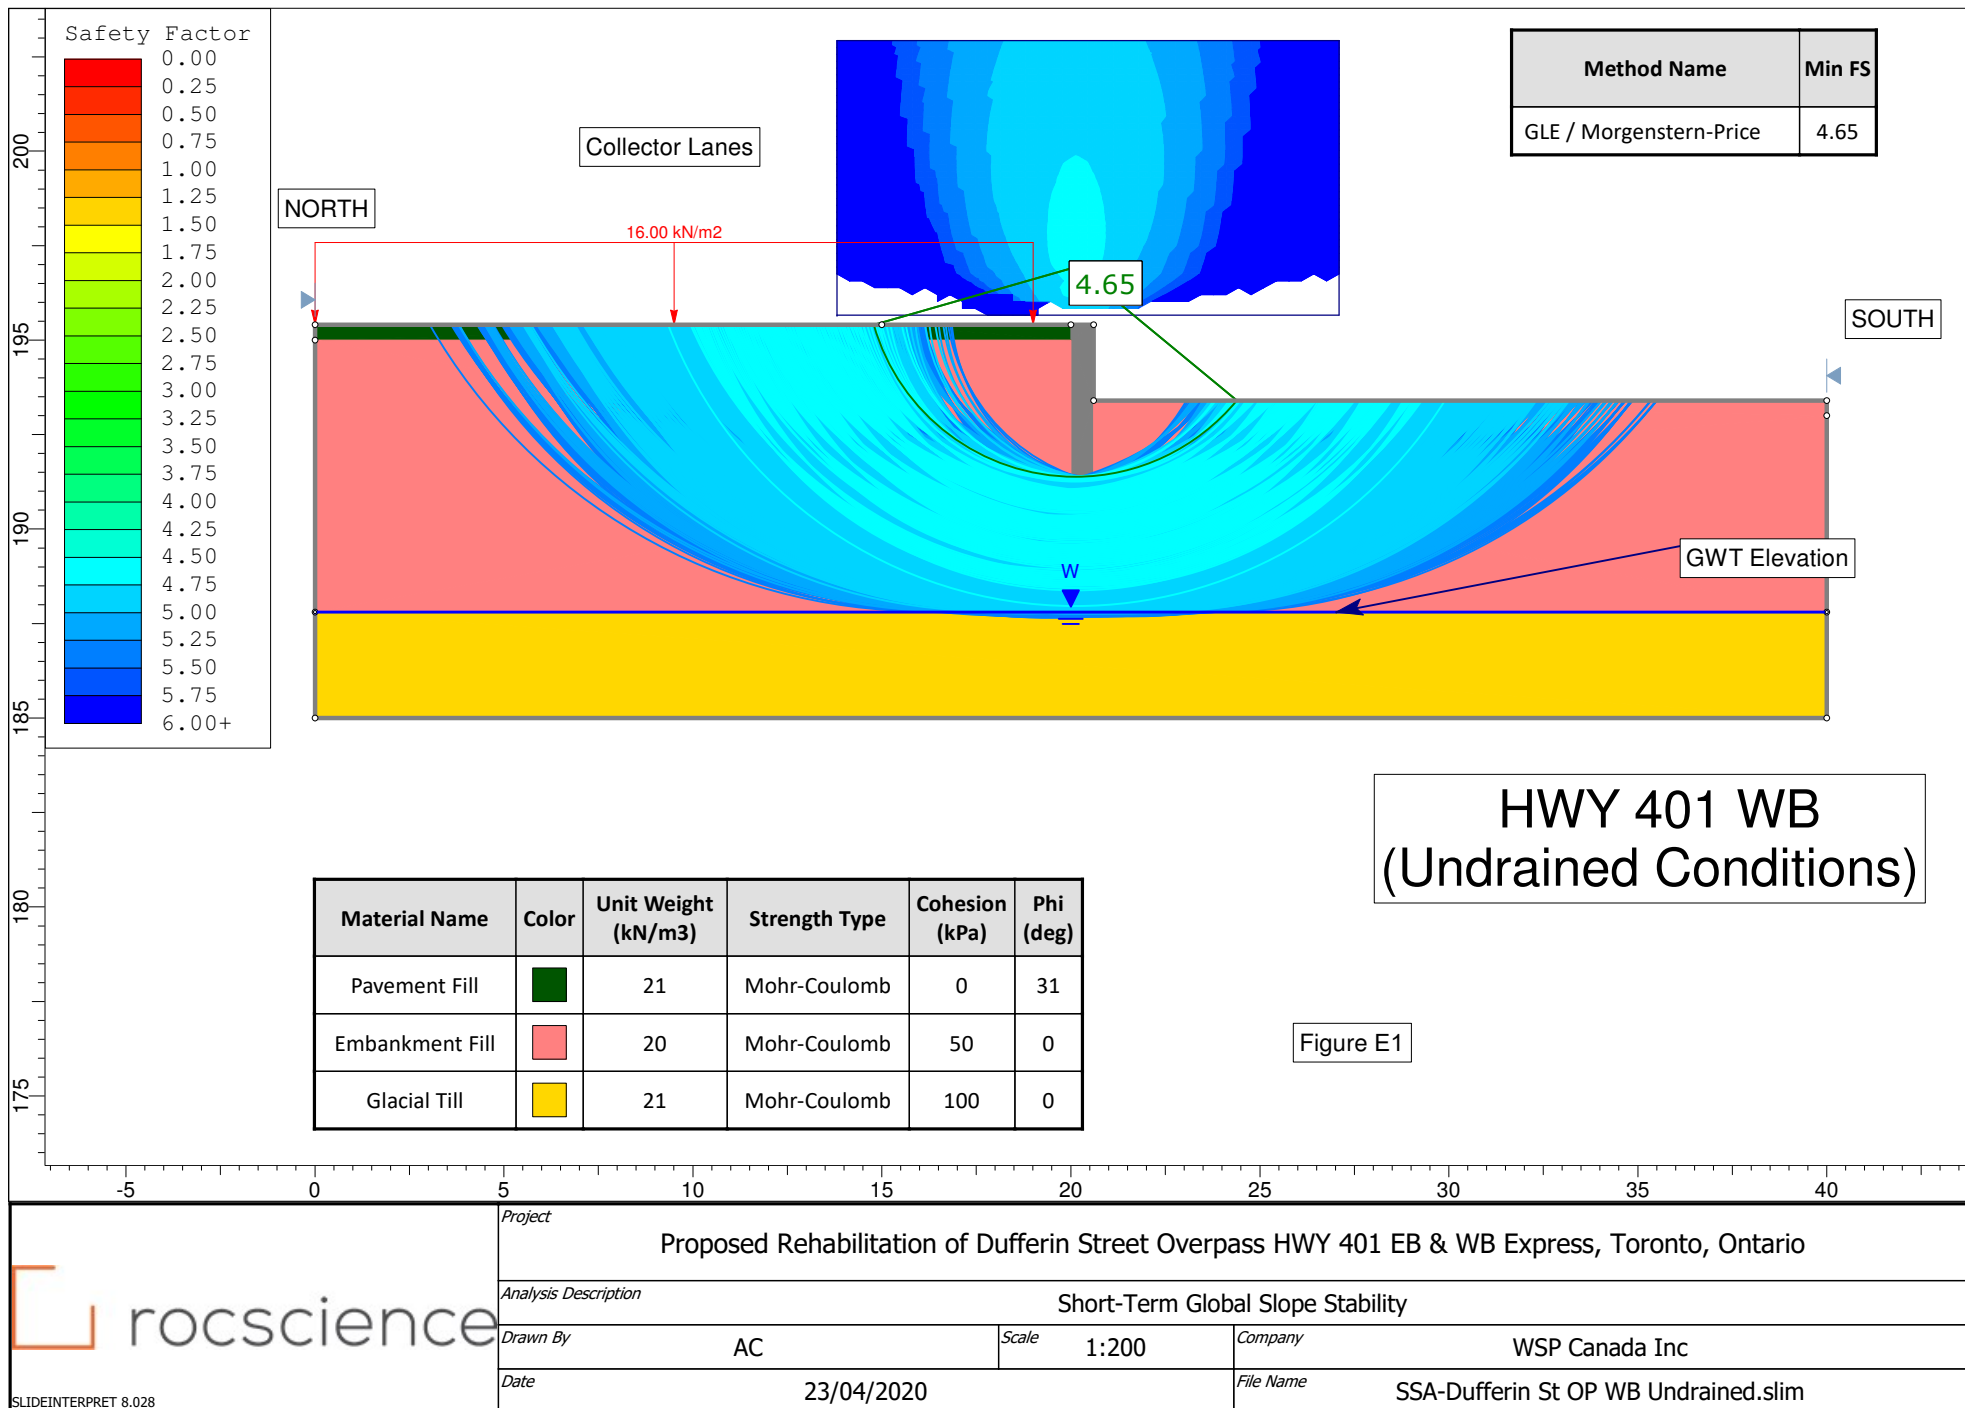 Safety Factor
0.00
0.25
0.50
0.75
1.00
1.25
1.50
1.75
2.00
2.25
2.50
2.75
3.00
3.25
3.50
3.75
4.00
4.25
4.50
4.75
5.00
5.25
5.50
5.75
6.00+
Method Name Min FS
GLE / Morgenstern-Price 4.65
Collector Lanes
NORTH
16.00 kN/m2
4.65
SOUTH
GWT Elevation
W
200
195
190
185
180
175
HWY 401 WB
(Undrained Conditions)
Material Name Color Unit Weight (kN/m3) Strength Type Cohesion (kPa) Phi (deg)
Pavement Fill 21 Mohr-Coulomb 0 31
Embankment Fill 20 Mohr-Coulomb 50 0
Glacial Till 21 Mohr-Coulomb 100 0
Figure E1
-5 0 5 10 15 20 25 30 35 40
rocscience
SLIDEINTERPRET 8.028
Project
Proposed Rehabilitation of Dufferin Street Overpass HWY 401 EB & WB Express, Toronto, Ontario
Analysis Description
Short-Term Global Slope Stability
Drawn By AC Scale 1:200 Company WSP Canada Inc
Date 23/04/2020 File Name SSA-Dufferin St OP WB Undrained.slim